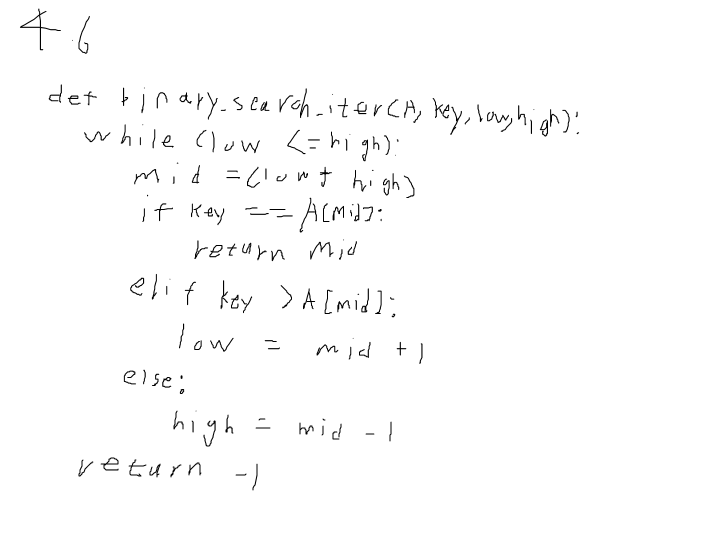 4.6
def binary_search_iter(A, key, low, high):
while (low <= high):
mid = (low + high)
if key == A[mid]:
return mid
elif key > A[mid]:
low = mid + 1
else:
high = mid - 1
return -1